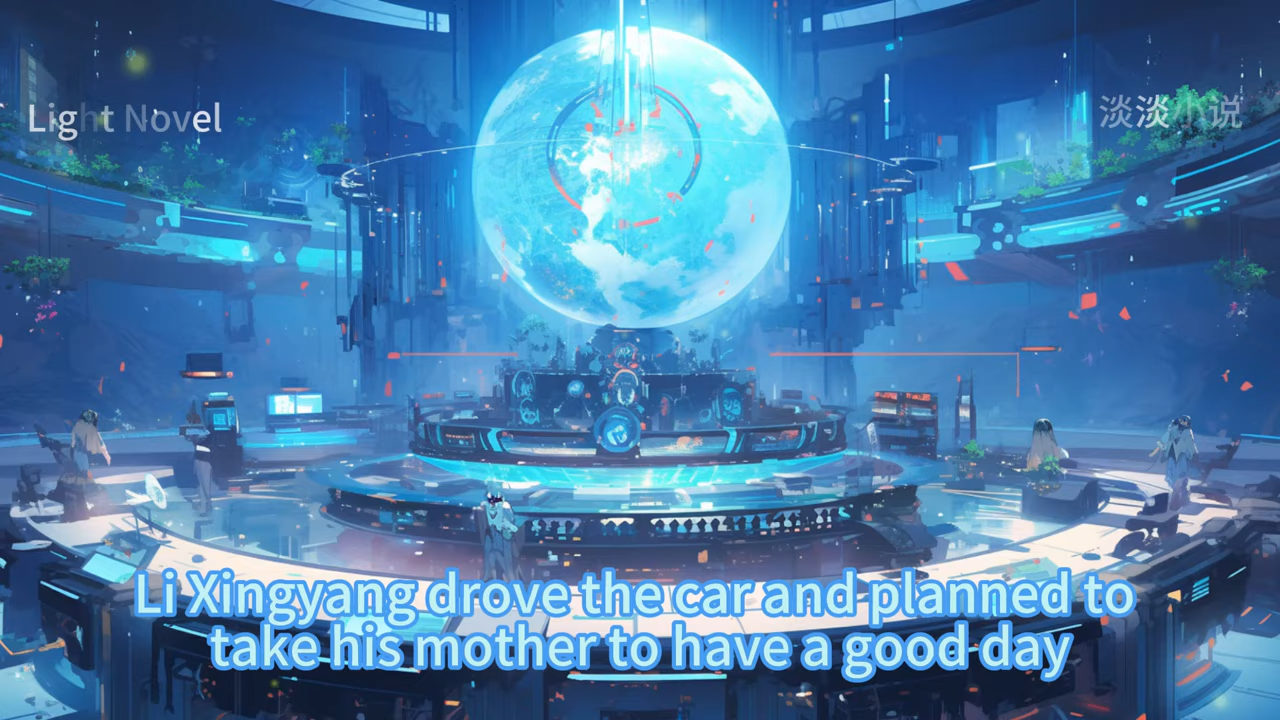 Light Novel
淡淡小说
Li Xingyang drove the car and planned to
take his mother to have a good day